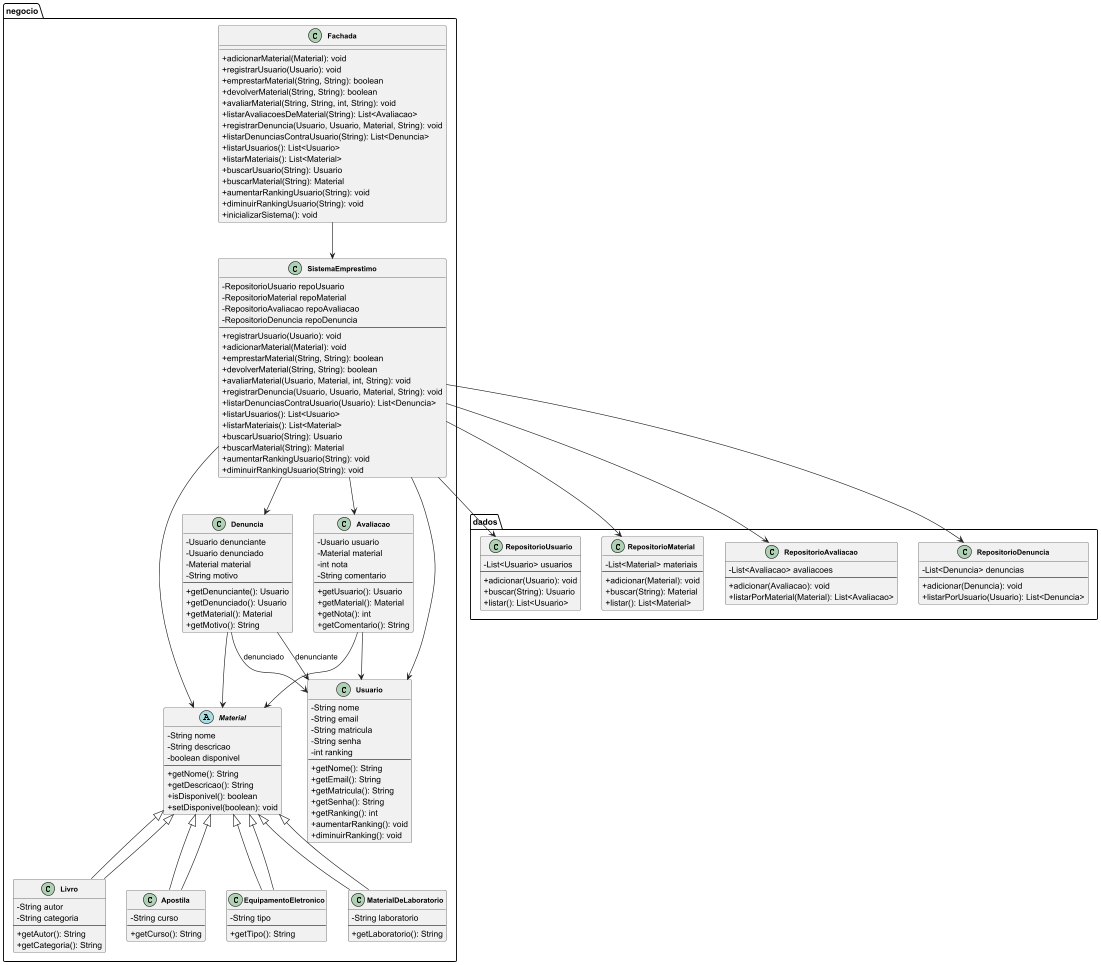 negocio
C Fachada
+adicionarMaterial(Material): void
+registrarUsuario(Usuario): void
+emprestarMaterial(String, String): boolean
+devolverMaterial(String, String): boolean
+avaliarMaterial(String, String, int, String): void
+listarAvaliacoesDeMaterial(String): List<Avaliacao>
+registrarDenuncia(Usuario, Usuario, Material, String): void
+listarDenunciasContraUsuario(String): List<Denuncia>
+listarUsuarios(): List<Usuario>
+listarMateriais(): List<Material>
+buscarUsuario(String): Usuario
+buscarMaterial(String): Material
+aumentarRankingUsuario(String): void
+diminuirRankingUsuario(String): void
+inicializarSistema(): void
C SistemaEmprestimo
-RepositorioUsuario repoUsuario
-RepositorioMaterial repoMaterial
-RepositorioAvaliacao repoAvaliacao
-RepositorioDenuncia repoDenuncia
+registrarUsuario(Usuario): void
+adicionarMaterial(Material): void
+emprestarMaterial(String, String): boolean
+devolverMaterial(String, String): boolean
+avaliarMaterial(Usuario, Material, int, String): void
+registrarDenuncia(Usuario, Usuario, Material, String): void
+listarDenunciasContraUsuario(Usuario): List<Denuncia>
+listarUsuarios(): List<Usuario>
+listarMateriais(): List<Material>
+buscarUsuario(String): Usuario
+buscarMaterial(String): Material
+aumentarRankingUsuario(String): void
+diminuirRankingUsuario(String): void
C Denuncia
-Usuario denunciante
-Usuario denunciado
-Material material
-String motivo
+getDenunciante(): Usuario
+getDenunciado(): Usuario
+getMaterial(): Material
+getMotivo(): String
C Avaliacao
-Usuario usuario
-Material material
-int nota
-String comentario
+getUsuario(): Usuario
+getMaterial(): Material
+getNota(): int
+getComentario(): String
dados
C RepositorioUsuario
-List<Usuario> usuarios
+adicionar(Usuario): void
+buscar(String): Usuario
+listar(): List<Usuario>
C RepositorioMaterial
-List<Material> materiais
+adicionar(Material): void
+buscar(String): Material
+listar(): List<Material>
C RepositorioAvaliacao
-List<Avaliacao> avaliacoes
+adicionar(Avaliacao): void
+listarPorMaterial(Material): List<Avaliacao>
C RepositorioDenuncia
-List<Denuncia> denuncias
+adicionar(Denuncia): void
+listarPorUsuario(Usuario): List<Denuncia>
denunciado
denunciante
A Material
-String nome
-String descricao
-boolean disponivel
+getNome(): String
+getDescricao(): String
+isDisponivel(): boolean
+setDisponivel(boolean): void
C Usuario
-String nome
-String email
-String matricula
-String senha
-int ranking
+getNome(): String
+getEmail(): String
+getMatricula(): String
+getSenha(): String
+getRanking(): int
+aumentarRanking(): void
+diminuirRanking(): void
C Livro
-String autor
-String categoria
+getAutor(): String
+getCategoria(): String
C Apostila
-String curso
+getCurso(): String
C EquipamentoEletronico
-String tipo
+getTipo(): String
C MaterialDeLaboratorio
-String laboratorio
+getLaboratorio(): String